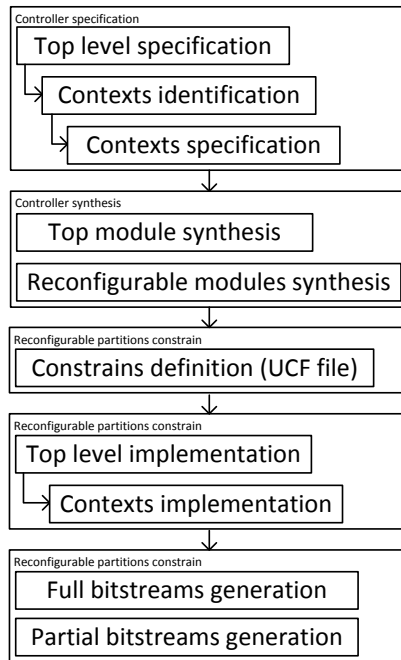 Controller specification
Top level specification
Contexts identification
Contexts specification
Controller synthesis
Top module synthesis
Reconfigurable modules synthesis
Reconfigurable partitions constrain
Constrains definition (UCF file)
Reconfigurable partitions constrain
Top level implementation
Contexts implementation
Reconfigurable partitions constrain
Full bitstreams generation
Partial bitstreams generation